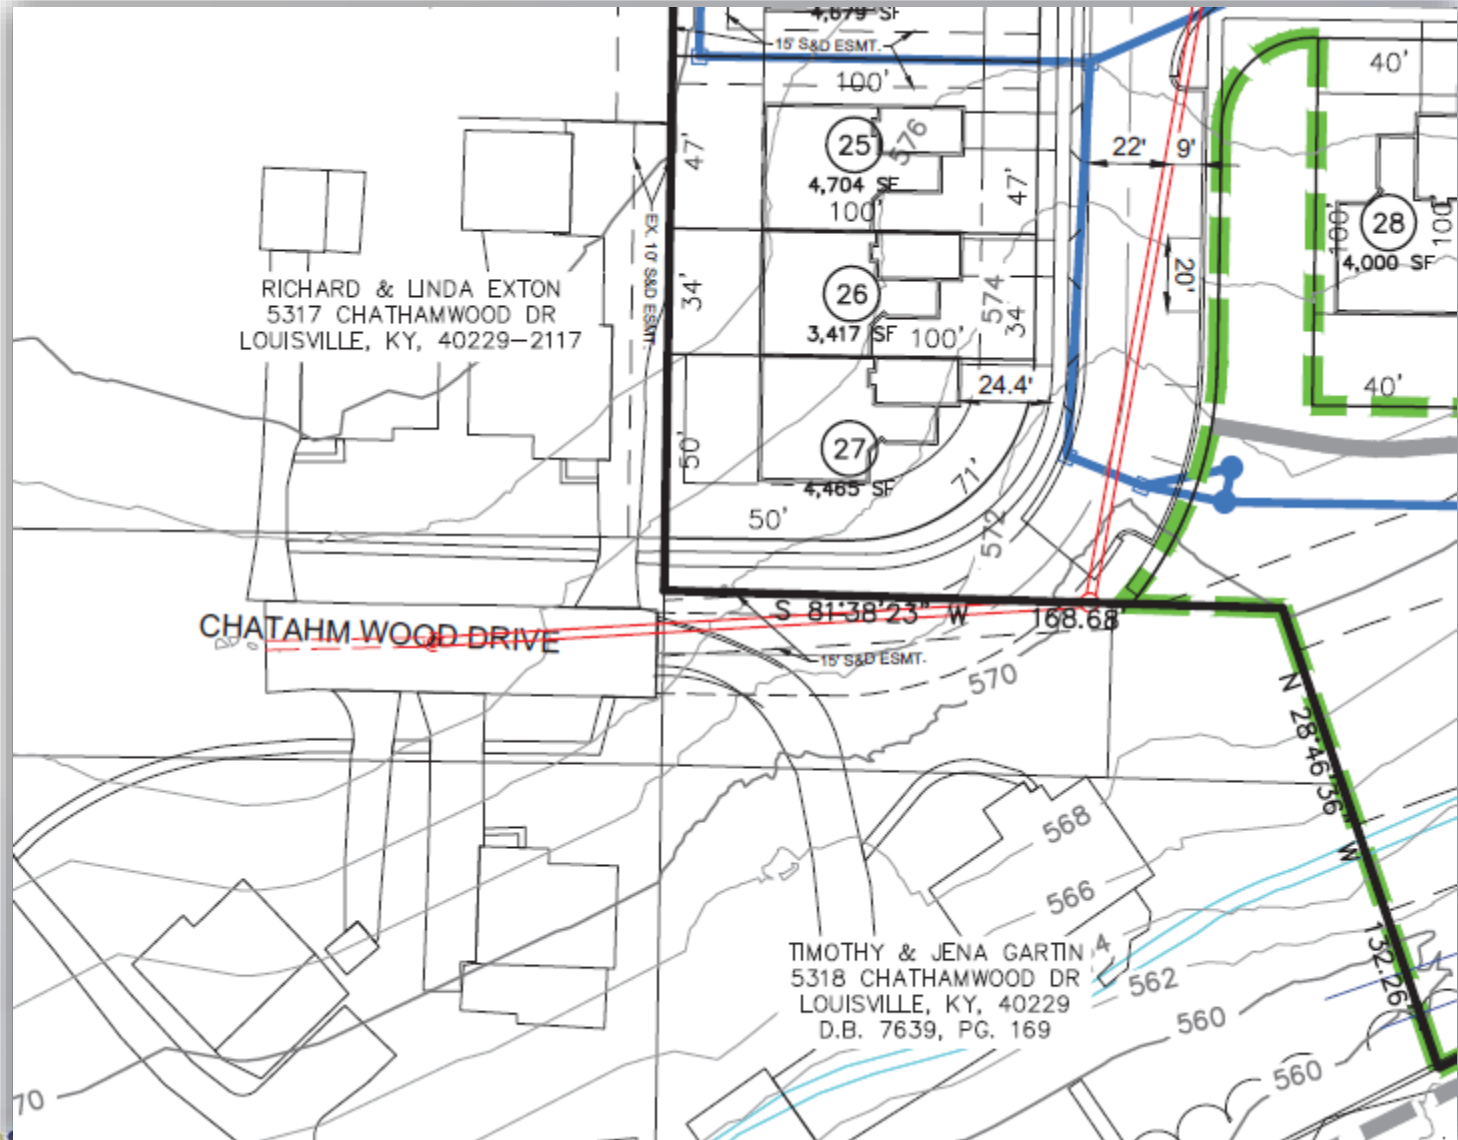 4,679 SF
15' S&D ESMT.
100'
40'
47'
25
576
22'
9'
4,704 SF
100'
47'
100'
28
100'
4,000 SF
EX. 10' S&D ESMT.
20'
RICHARD & LINDA EXTON
5317 CHATHAMWOOD DR
LOUISVILLE, KY, 40229-2117
34'
26
574
34'
3,417 SF
100'
24.4'
40'
50'
27
4,465 SF
71'
50'
572
CHATAHM WOOD DRIVE
S 81°38'23" W
168.68
15' S&D ESMT.
570
N 28°46'36" W
132.26
568
566
TIMOTHY & JENA GARTIN
5318 CHATHAMWOOD DR
LOUISVILLE, KY, 40229
D.B. 7639, PG. 169
4
562
560
560
70